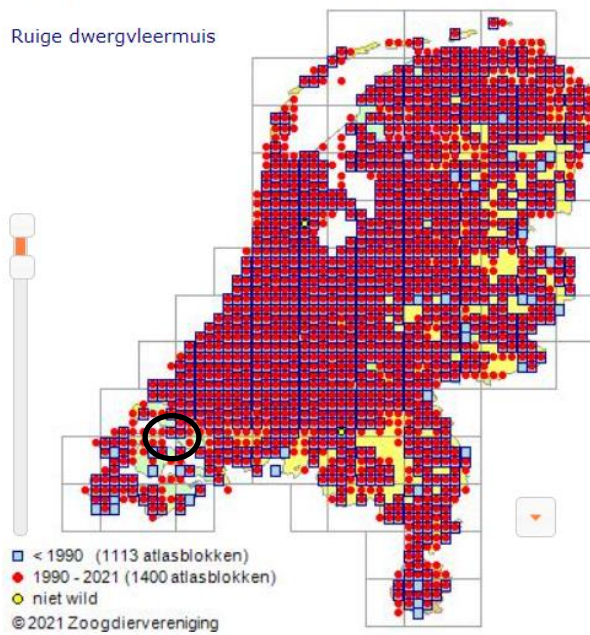 Ruige dwergvleermuis
< 1990 (1113 atlasblokken)
1990 - 2021 (1400 atlasblokken)
niet wild
©2021 Zoogdiervereniging